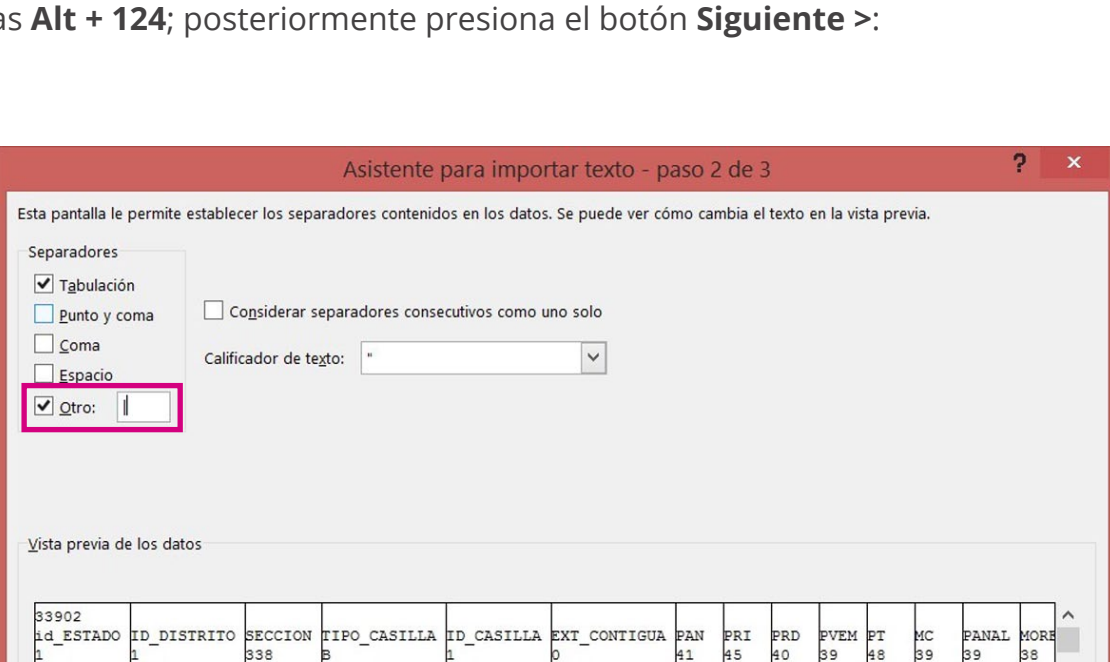 as Alt + 124; posteriormente presiona el botón Siguiente >:
Asistente para importar texto - paso 2 de 3 ? ×
Esta pantalla le permite establecer los separadores contenidos en los datos. Se puede ver cómo cambia el texto en la vista previa.
Separadores
Tabulación
Punto y coma
Considerar separadores consecutivos como uno solo
Coma
Calificador de texto: "
Espacio
Otro: |
Vista previa de los datos
33902
id_ESTADO ID_DISTRITO SECCION TIPO_CASILLA ID_CASILLA EXT_CONTIGUA PAN PRI PRD PVEM PT MC PANAL MORE
1 1 338 B 1 0 41 45 40 39 48 39 39 38